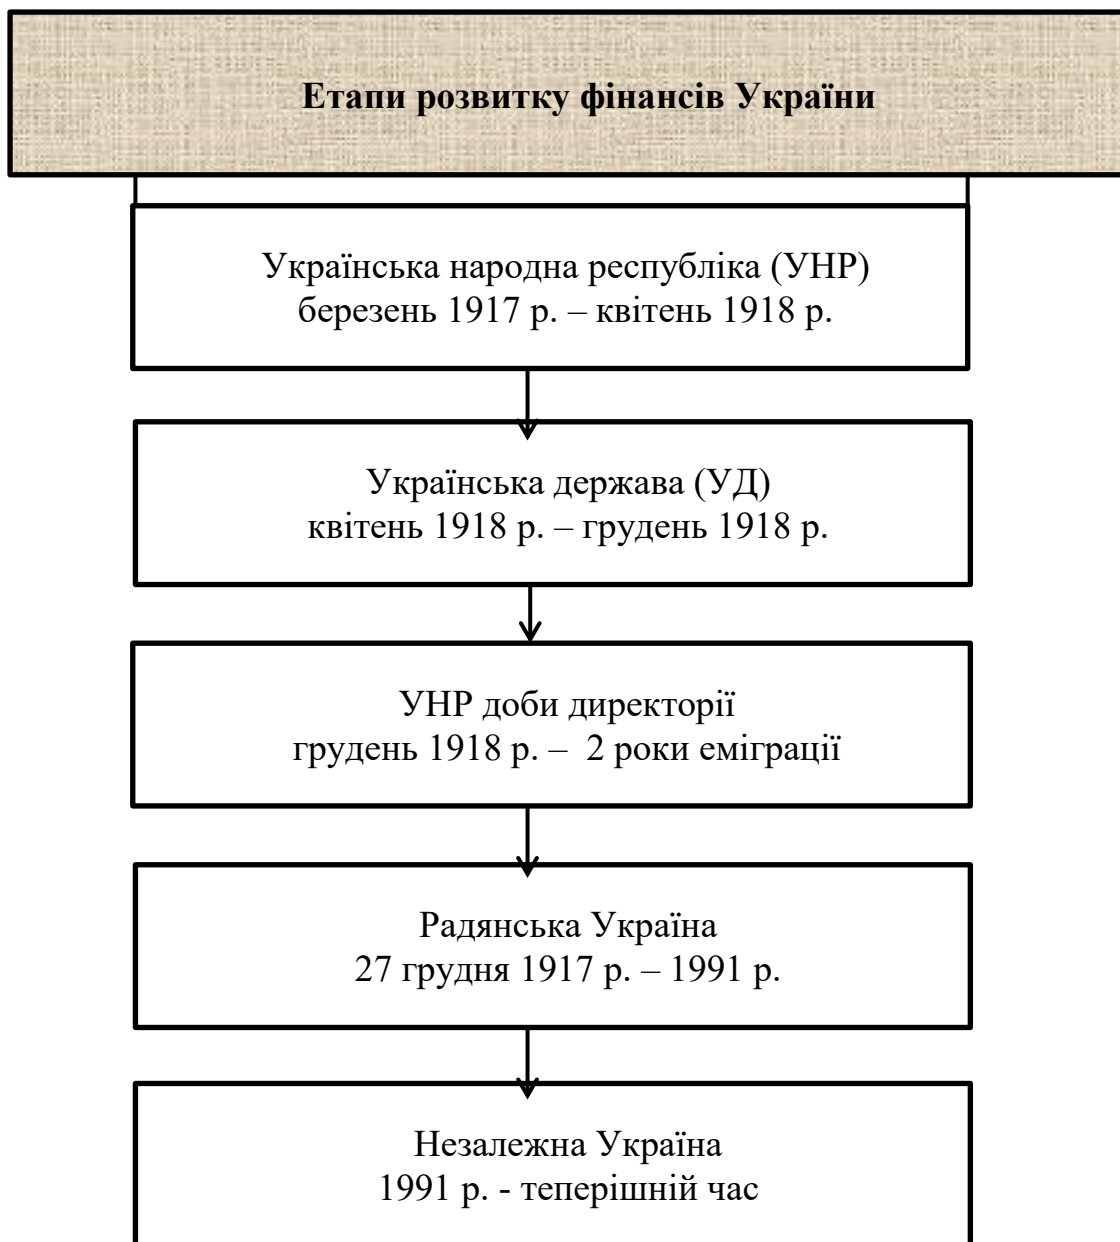 Етапи розвитку фінансів України
Українська народна республіка (УНР)
березень 1917 р. – квітень 1918 р.
Українська держава (УД)
квітень 1918 р. – грудень 1918 р.
УНР доби директорії
грудень 1918 р. –  2 роки еміграції
Радянська Україна
27 грудня 1917 р. – 1991 р.
Незалежна Україна
1991 р. - теперішній час